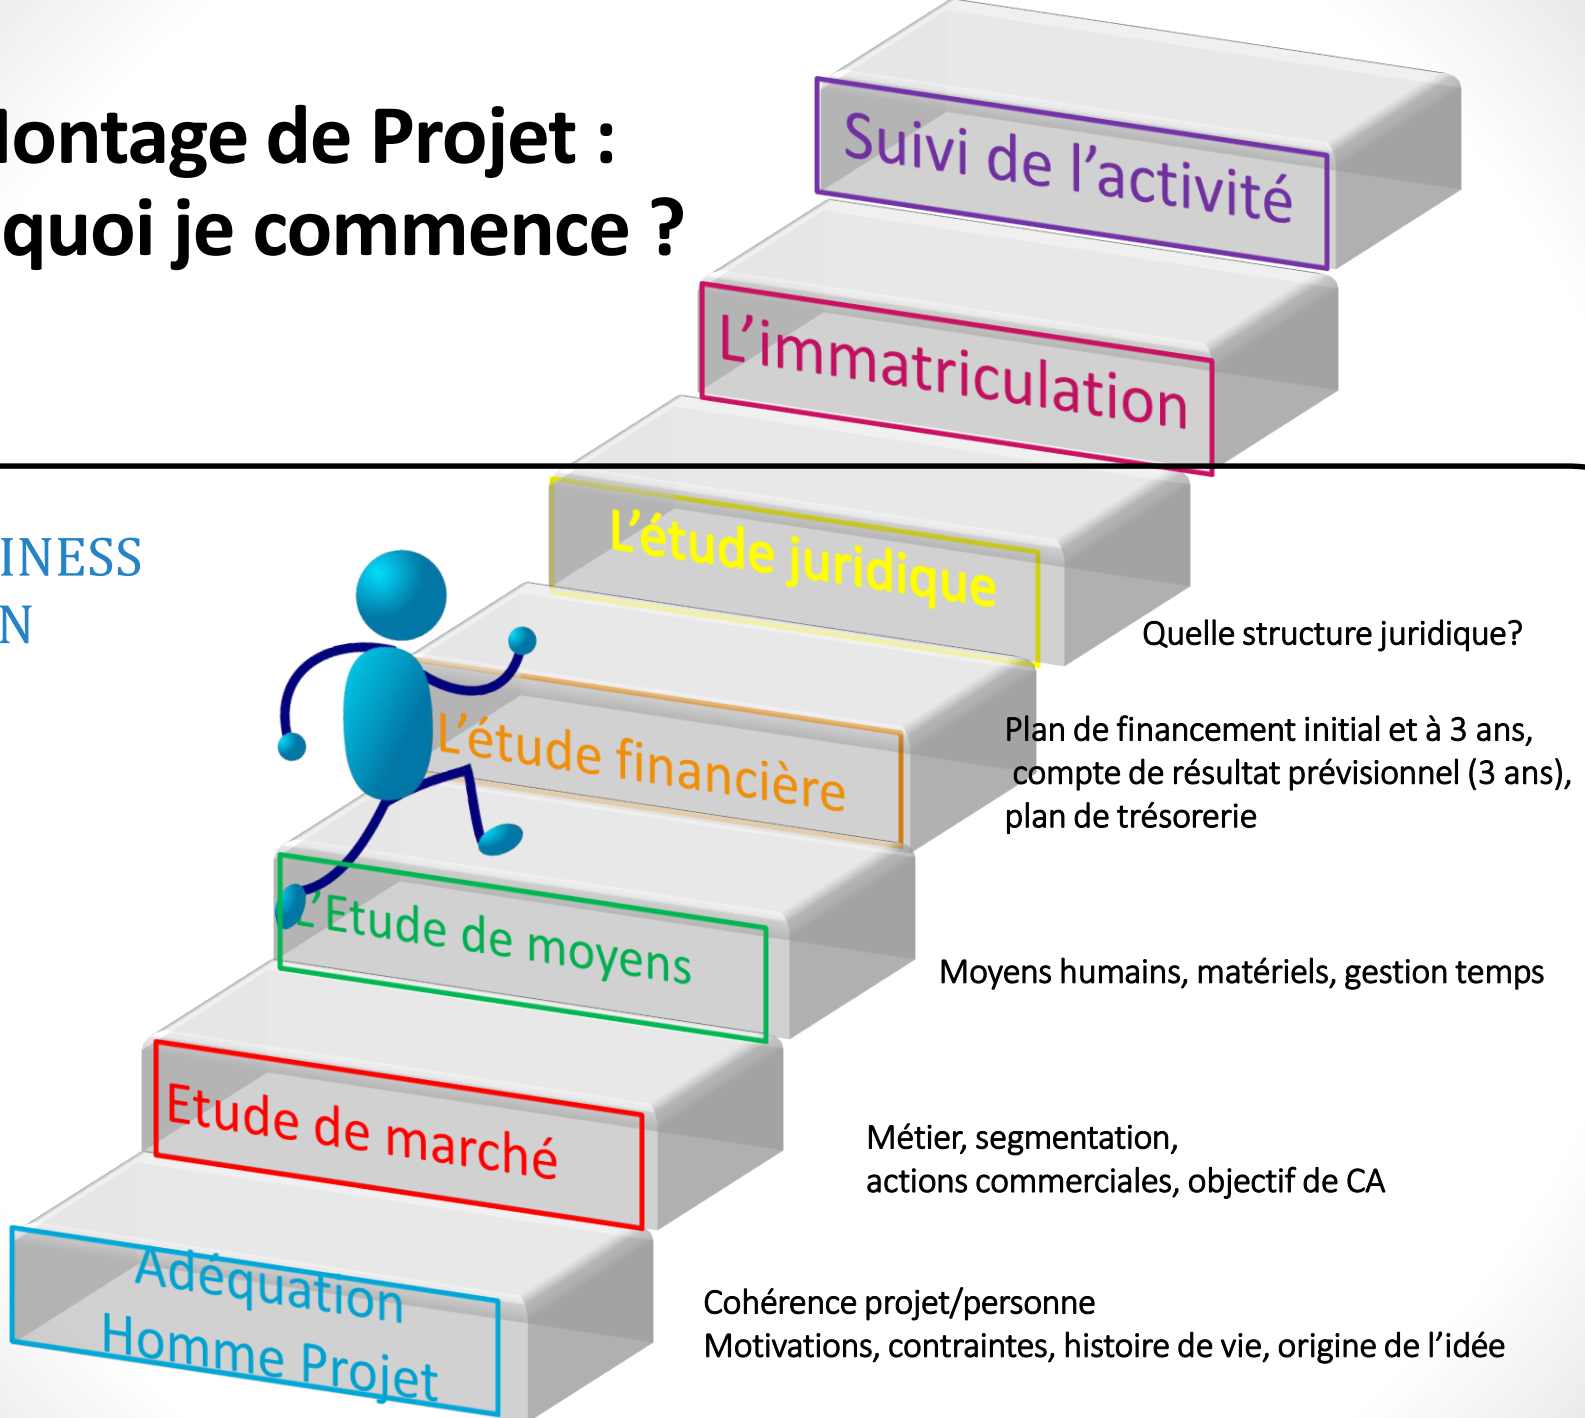 Montage de Projet :
quoi je commence ?
Suivi de l’activité
L’immatriculation
INESS
N
L’étude juridique
Quelle structure juridique?
L’étude financière
Plan de financement initial et à 3 ans,
compte de résultat prévisionnel (3 ans),
plan de trésorerie
L’Etude de moyens
Moyens humains, matériels, gestion temps
Etude de marché
Métier, segmentation,
actions commerciales, objectif de CA
Adéquation
Homme Projet
Cohérence projet/personne
Motivations, contraintes, histoire de vie, origine de l’idée